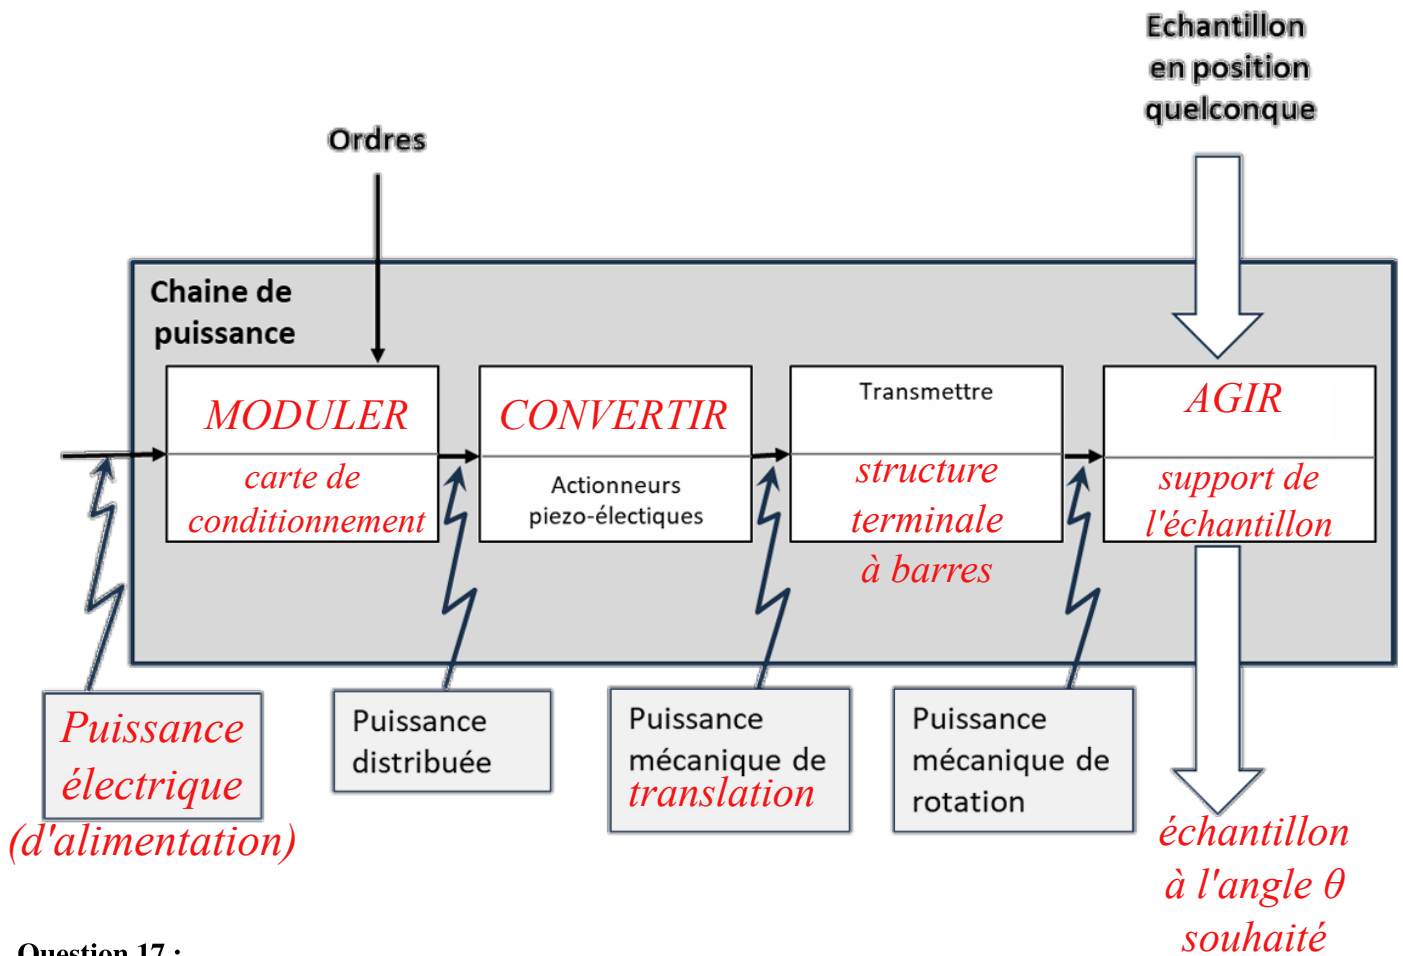 Echantillon
en position
quelconque
Ordres
Chaine de
puissance
MODULER
carte de
conditionnement
CONVERTIR
Actionneurs
piezo-électiques
Transmettre
structure
terminale
à barres
AGIR
support de
l'échantillon
Puissance
électrique
(d'alimentation)
Puissance
distribuée
Puissance
mécanique de
translation
Puissance
mécanique de
rotation
échantillon
à l'angle θ
souhaité
Question 17 :